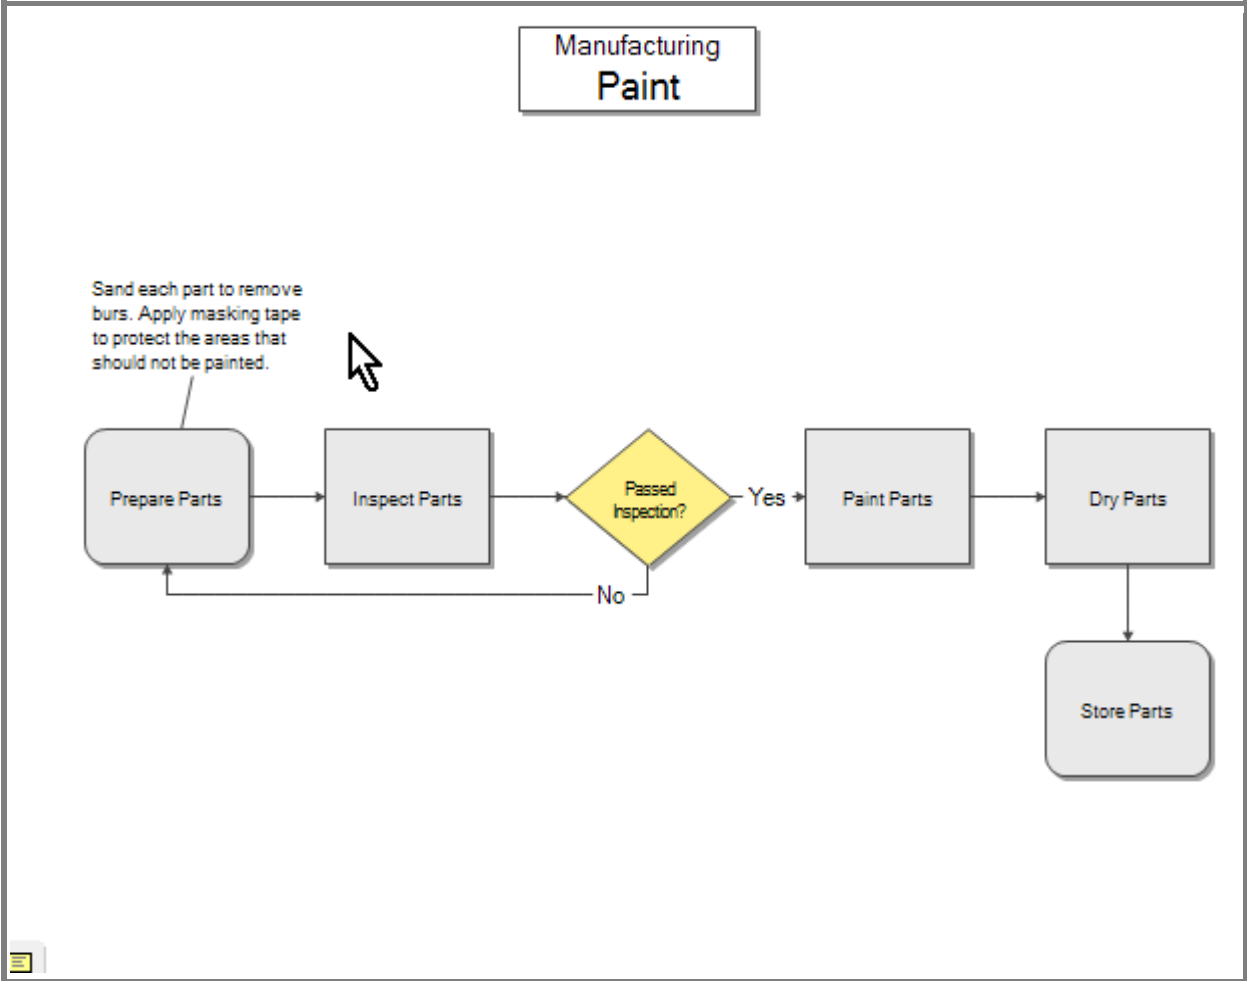 Manufacturing
Paint
Sand each part to remove
burs. Apply masking tape
to protect the areas that
should not be painted.
Prepare Parts
Inspect Parts
Passed
Inspection?
Yes
Paint Parts
Dry Parts
No
Store Parts